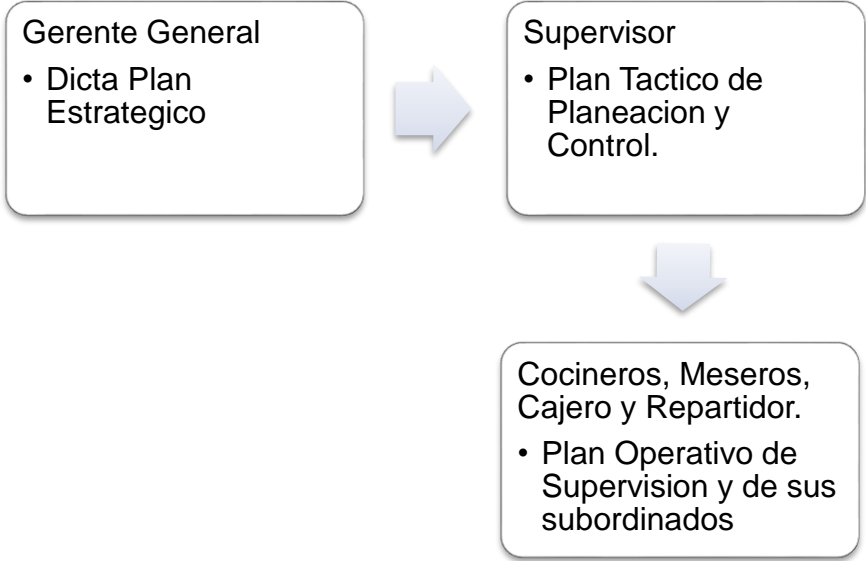 Gerente General
• Dicta Plan
Estrategico
Supervisor
• Plan Tactico de
Planeacion y
Control.
Cocineros, Meseros,
Cajero y Repartidor.
• Plan Operativo de
Supervision y de sus
subordinados